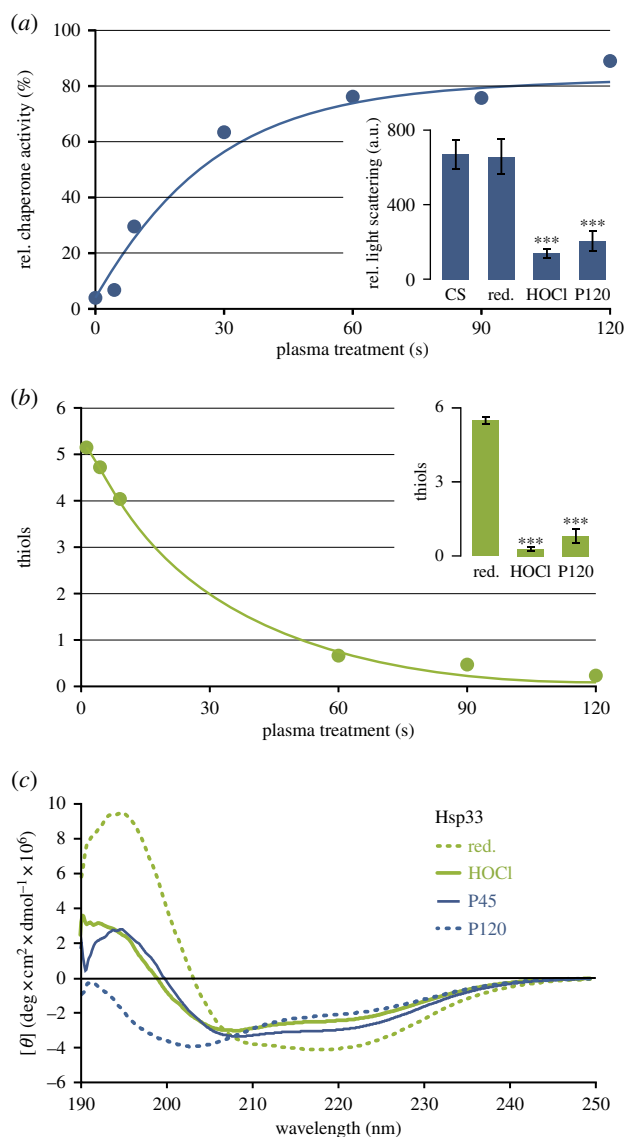 (a)
100
80
60
40
20
0
rel. chaperone activity (%)
0 30 60 90 120
plasma treatment (s)
800
400
0
rel. light scattering (a.u.)
***
***
CS red. HOCl P120
(b)
6
5
4
3
2
1
0
thiols
0 30 60 90 120
plasma treatment (s)
6
3
0
thiols
***
***
red. HOCl P120
(c)
10
8
6
4
2
0
−2
−4
−6
[θ] (deg × cm² × dmol⁻¹ × 10⁶)
Hsp33
red.
HOCl
P45
P120
190 200 210 220 230 240 250
wavelength (nm)